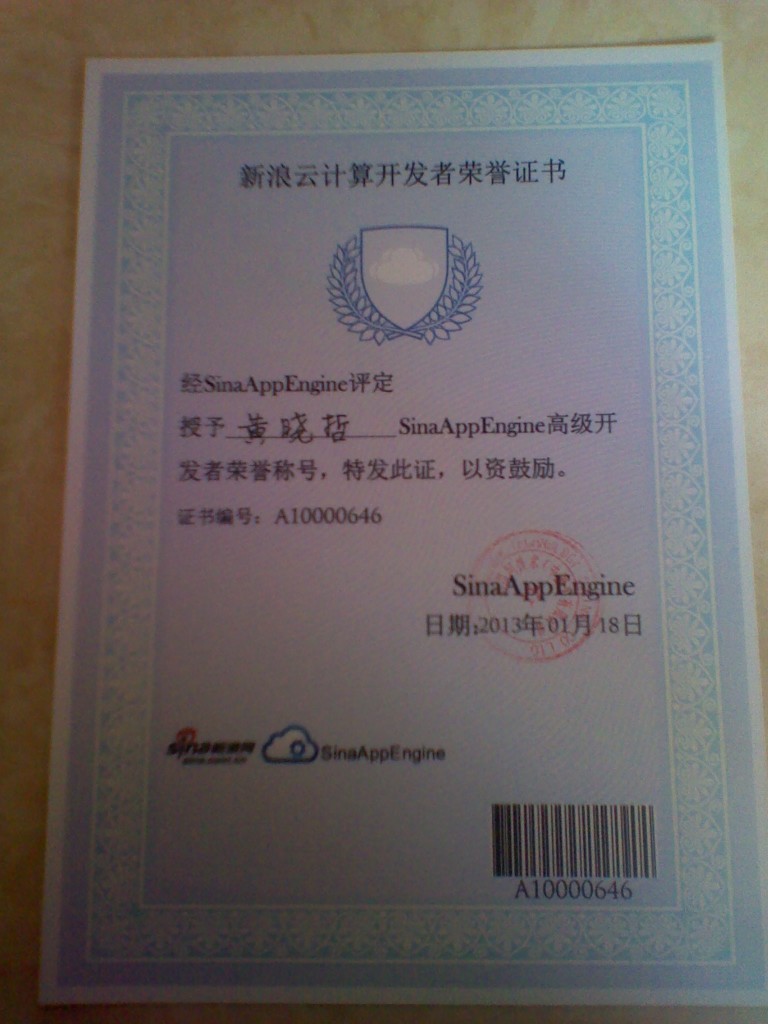 新浪云计算开发者荣誉证书
经SinaAppEngine评定
授予 黄晓哲 SinaAppEngine高级开
发者荣誉称号，特发此证，以资鼓励。
证书编号：A10000646
SinaAppEngine
日期:2013年01月18日
sina新浪网 SinaAppEngine
sina.com.cn
A10000646